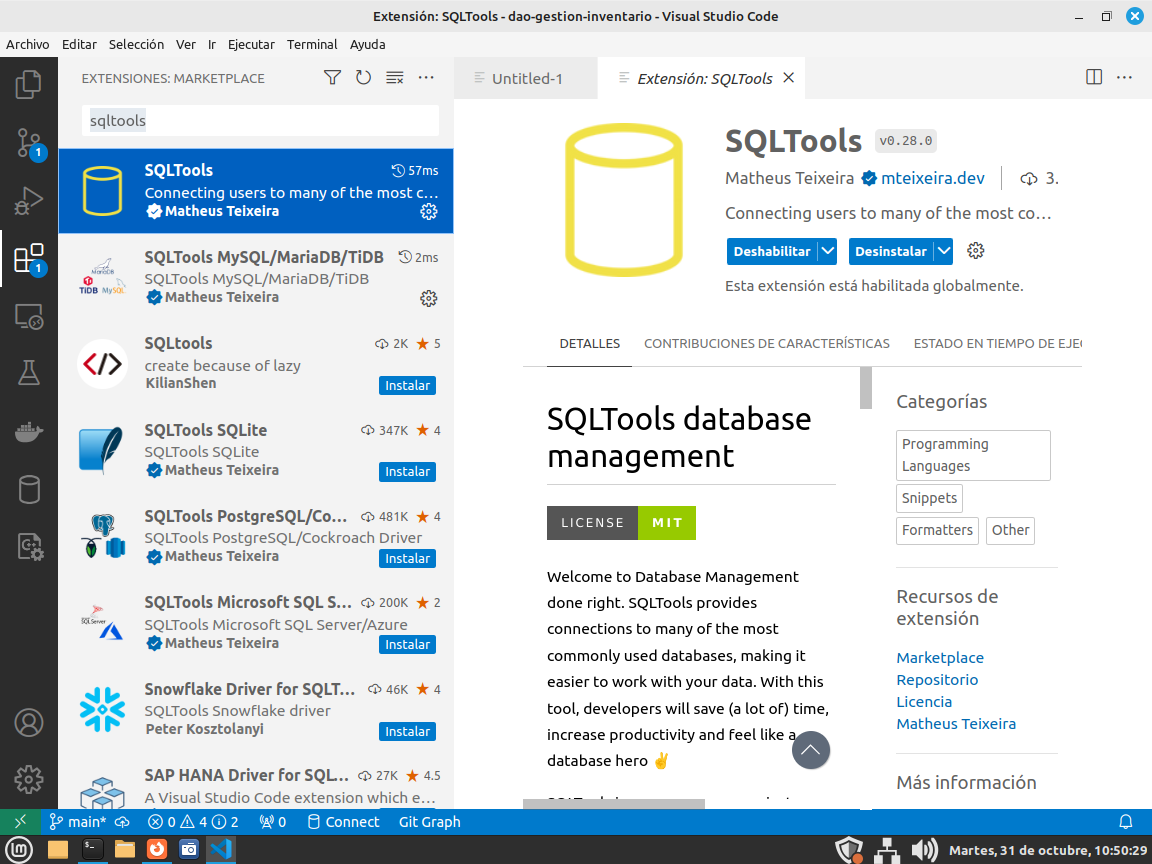 Extensión: SQLTools - dao-gestion-inventario - Visual Studio Code
Archivo Editar Selección Ver Ir Ejecutar Terminal Ayuda
EXTENSIONES: MARKETPLACE
sqltools
1
1
SQLTools 57ms
Connecting users to many of the most c...
Matheus Teixeira
SQLTools MySQL/MariaDB/TiDB 2ms
SQLTools MySQL/MariaDB/TiDB
Matheus Teixeira
MariaDB
TiDB MySQL
SQLtools 2K 5
create because of lazy
KilianShen
Instalar
SQLTools SQLite 347K 4
SQLTools SQLite
Matheus Teixeira
Instalar
SQLTools PostgreSQL/Co... 481K 4
SQLTools PostgreSQL/Cockroach Driver
Matheus Teixeira
Instalar
SQLTools Microsoft SQL S... 200K 2
SQLTools Microsoft SQL Server/Azure
Matheus Teixeira
Instalar
SQLServer
Snowflake Driver for SQLT... 46K 4
SQLTools Snowflake driver
Peter Kosztolanyi
Instalar
SAP HANA Driver for SQL... 27K 4.5
A Visual Studio Code extension which e...
Untitled-1
Extensión: SQLTools
SQLTools v0.28.0
Matheus Teixeira mteixeira.dev 3.
Connecting users to many of the most co...
Deshabilitar Desinstalar
Esta extensión está habilitada globalmente.
DETALLES CONTRIBUCIONES DE CARACTERÍSTICAS ESTADO EN TIEMPO DE EJEC
SQLTools database
management
LICENSE MIT
Welcome to Database Management
done right. SQLTools provides
connections to many of the most
commonly used databases, making it
easier to work with your data. With this
tool, developers will save (a lot of) time,
increase productivity and feel like a
database hero ✌
Categorías
Programming
Languages
Snippets
Formatters Other
Recursos de
extensión
Marketplace
Repositorio
Licencia
Matheus Teixeira
Más información
main* 0 4 2 0 Connect Git Graph
Martes, 31 de octubre, 10:50:29